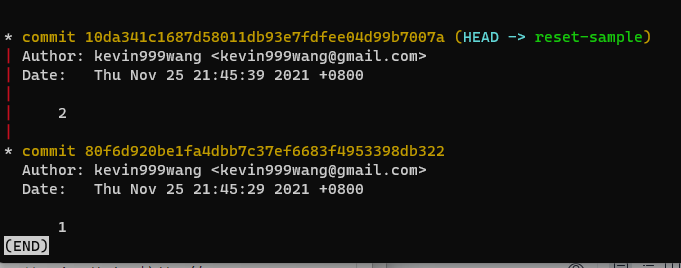 * commit 10da341c1687d58011db93e7fdfee04d99b7007a (HEAD -> reset-sample)
| Author: kevin999wang <kevin999wang@gmail.com>
| Date:   Thu Nov 25 21:45:39 2021 +0800
|
|     2
|
* commit 80f6d920be1fa4dbb7c37ef6683f4953398db322
  Author: kevin999wang <kevin999wang@gmail.com>
  Date:   Thu Nov 25 21:45:29 2021 +0800

      1
(END)